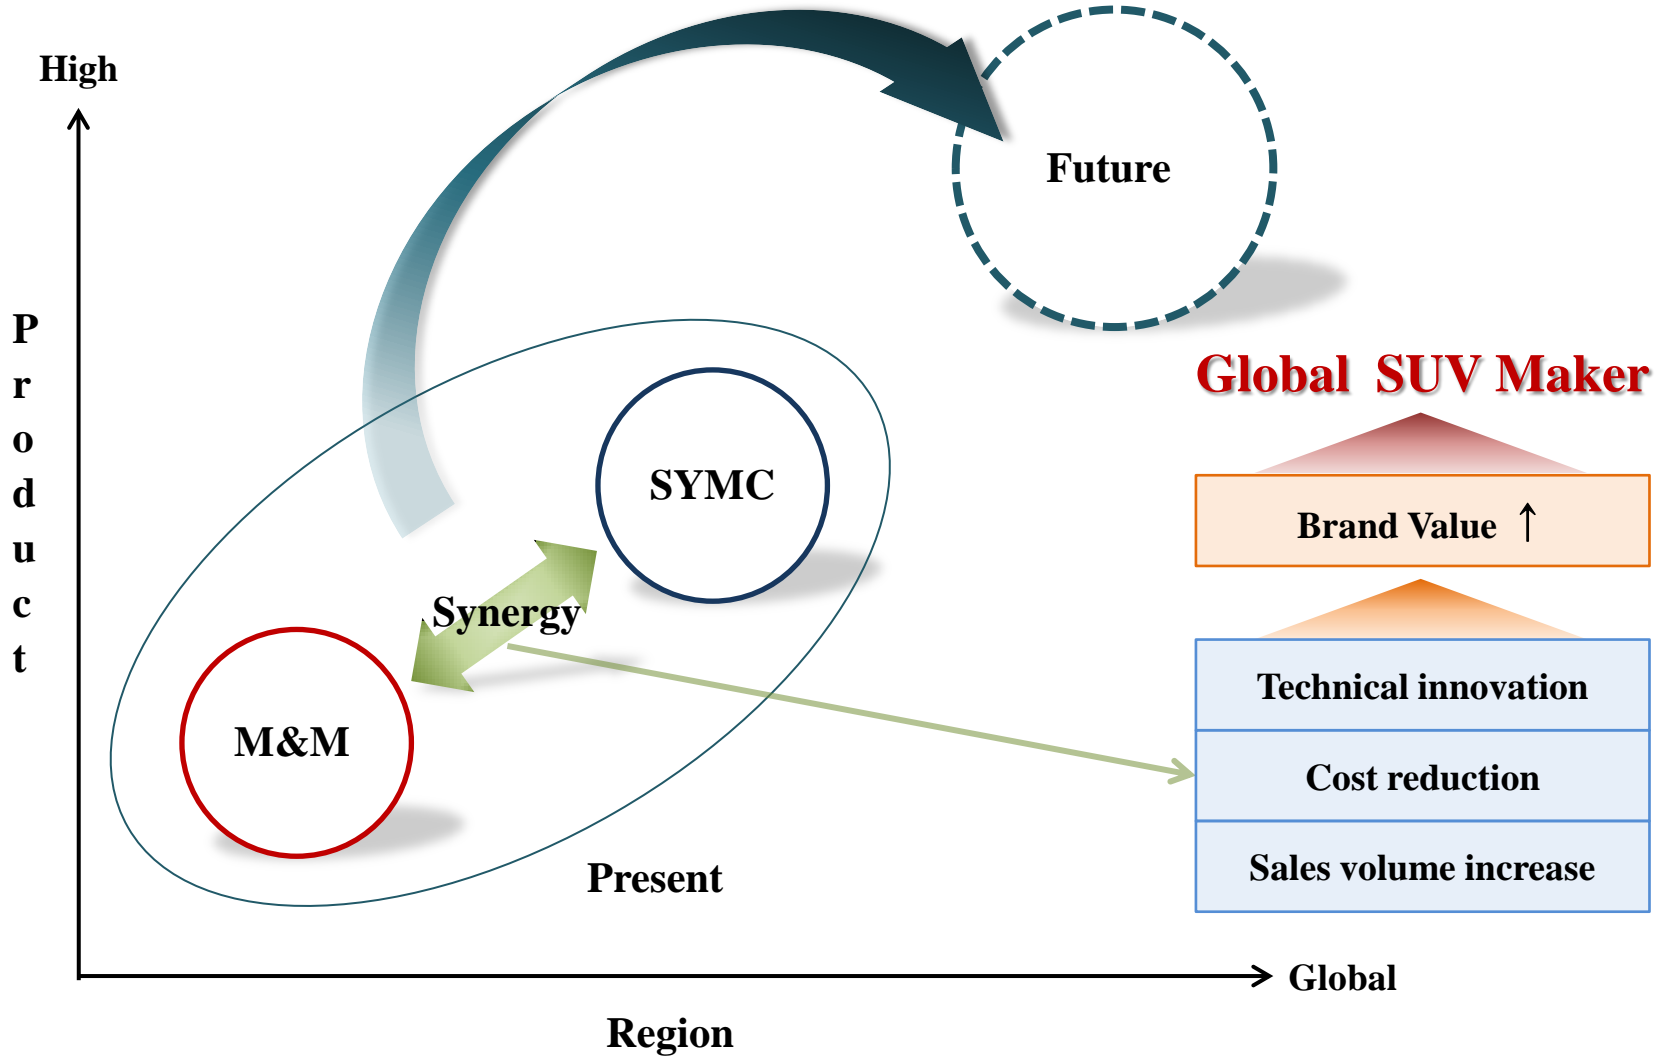 High
Product
Future
Global SUV Maker
SYMC
Brand Value ↑
Synergy
Technical innovation
M&M
Cost reduction
Sales volume increase
Present
Global
Region